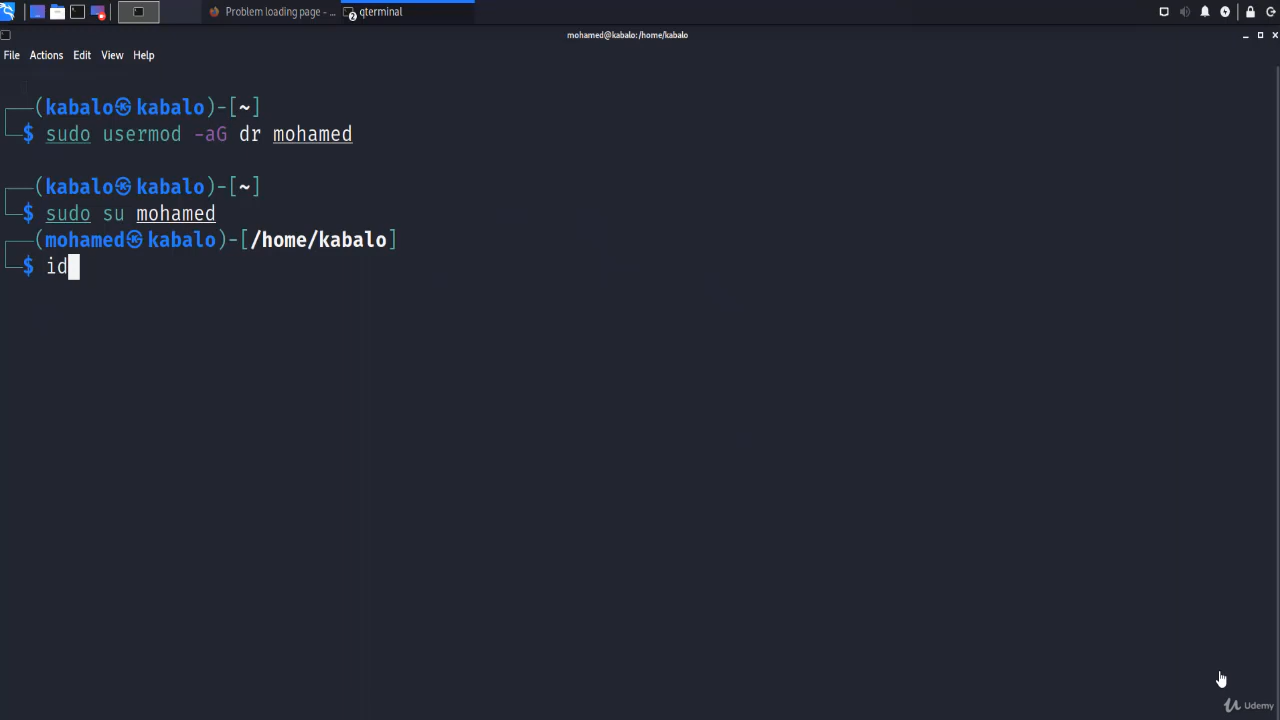 Problem loading page - ...
qterminal
2
mohamed@kabalo: /home/kabalo
File Actions Edit View Help
(kabalo㉿kabalo)-[~]
$ sudo usermod -aG dr mohamed
(kabalo㉿kabalo)-[~]
$ sudo su mohamed
(mohamed㉿kabalo)-[/home/kabalo]
$ id
Udemy